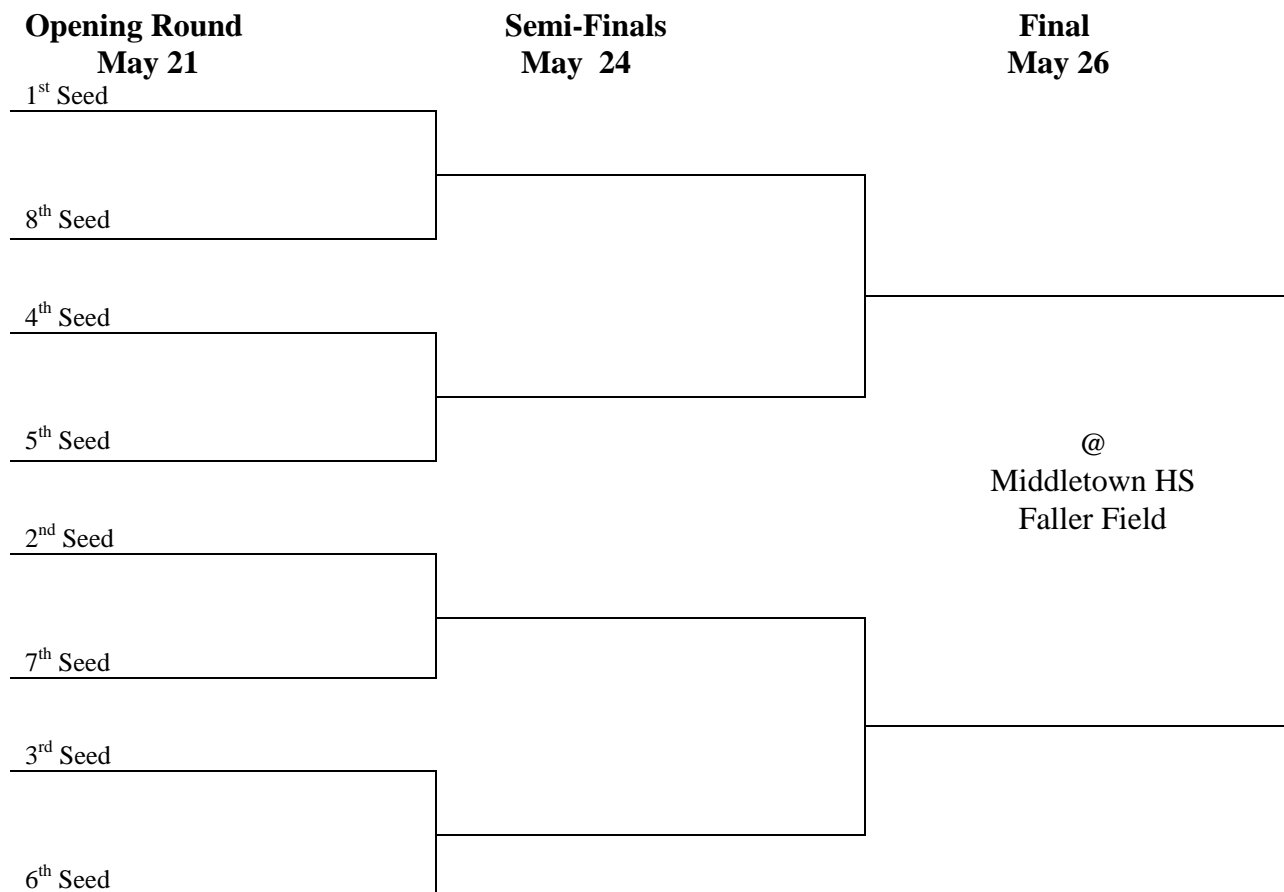 Opening Round Semi-Finals Final
May 21 May 24 May 26
1st Seed
8th Seed
4th Seed
5th Seed
@
Middletown HS
Faller Field
2nd Seed
7th Seed
3rd Seed
6th Seed